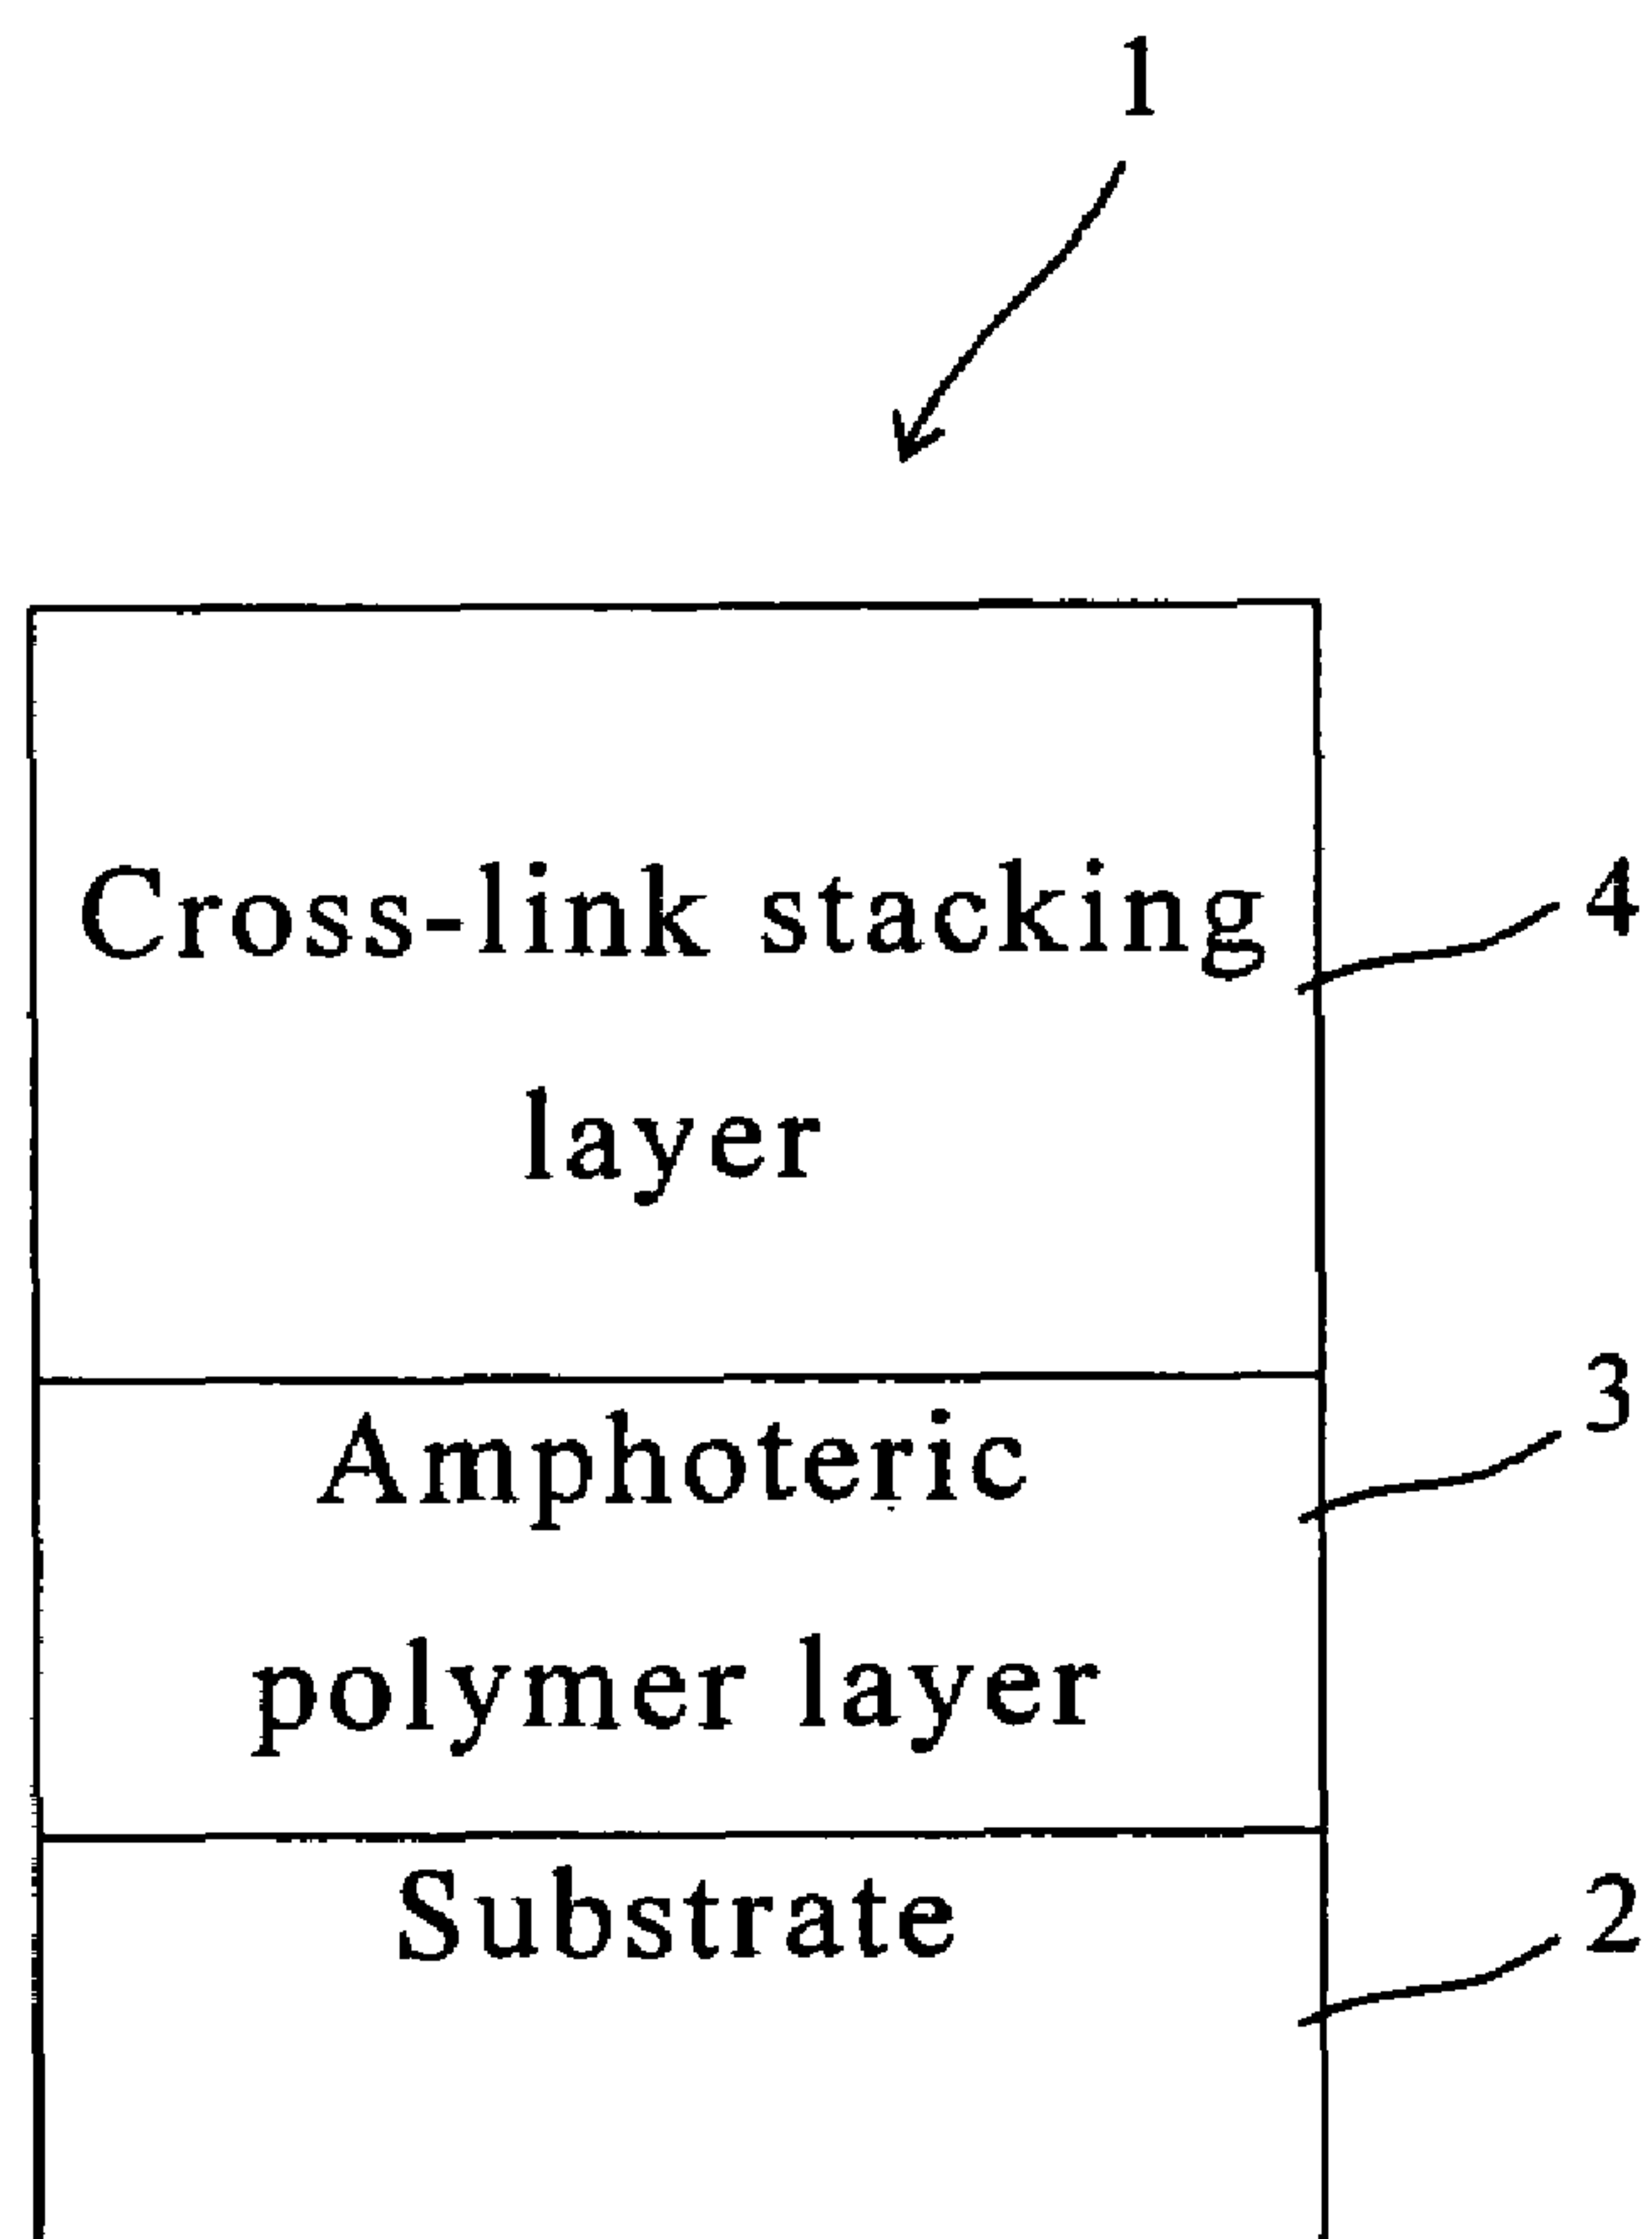 1
Cross-link stacking
layer
4
3
Amphoteric
polymer layer
Substrate
2